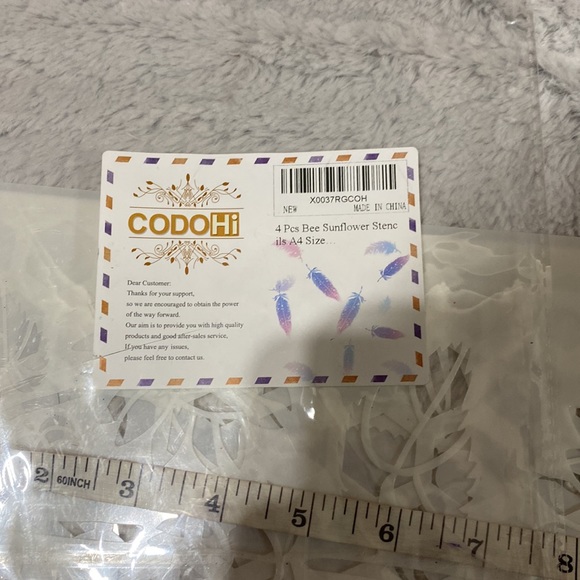 CODOHi
X0037RGCOH
NEW MADE IN CHINA
4 Pcs Bee Sunflower Stenc
ils A4 Size...
Dear Customer:
Thanks for your support,
so we are encouraged to obtain the power
of the way forward.
Our aim is to provide you with high quality
products and good after-sales service,
If you have any issues,
please feel free to contact us.
2 60INCH 3 4 5 6 7 8